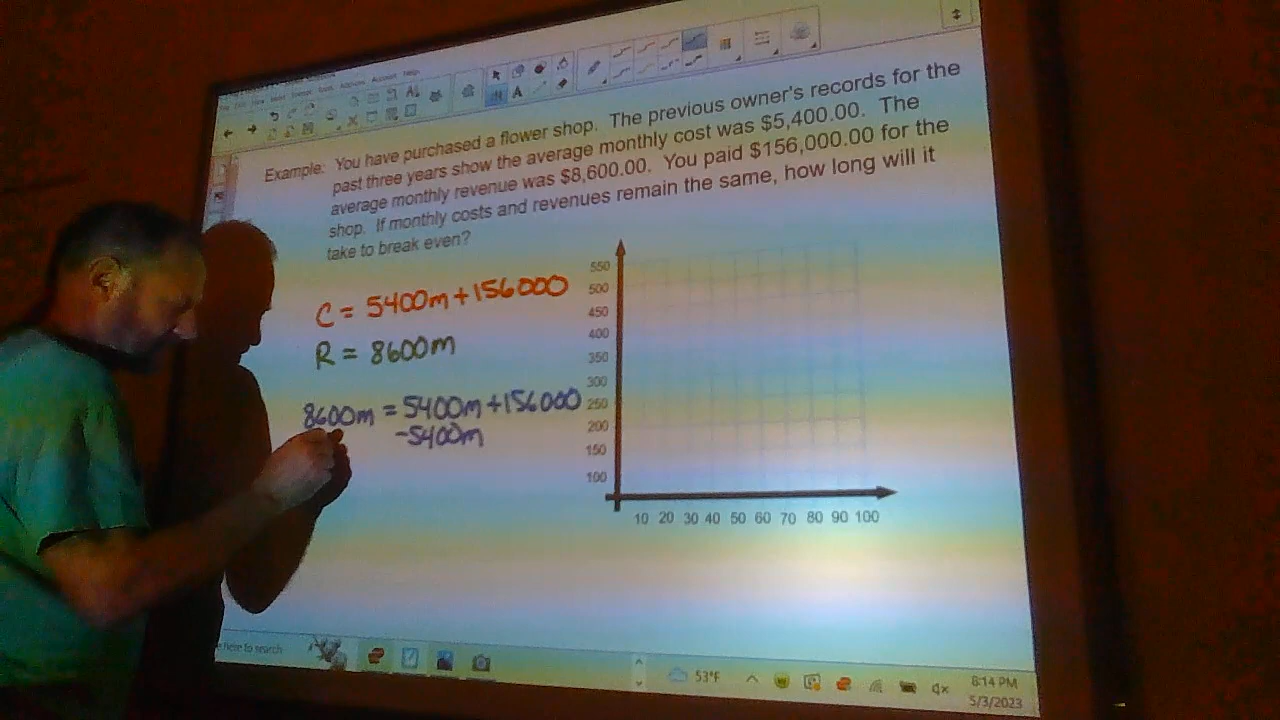 Example: You have purchased a flower shop. The previous owner's records for the
past three years show the average monthly cost was $5,400.00. The
average monthly revenue was $8,600.00. You paid $156,000.00 for the
shop. If monthly costs and revenues remain the same, how long will it
take to break even?
C = 5400m+156000
R = 8600m
8600m = 5400m+156000
-5400m
550
500
450
400
350
300
250
200
150
100
10 20 30 40 50 60 70 80 90 100
here to search
53°F
8:14 PM
5/3/2023